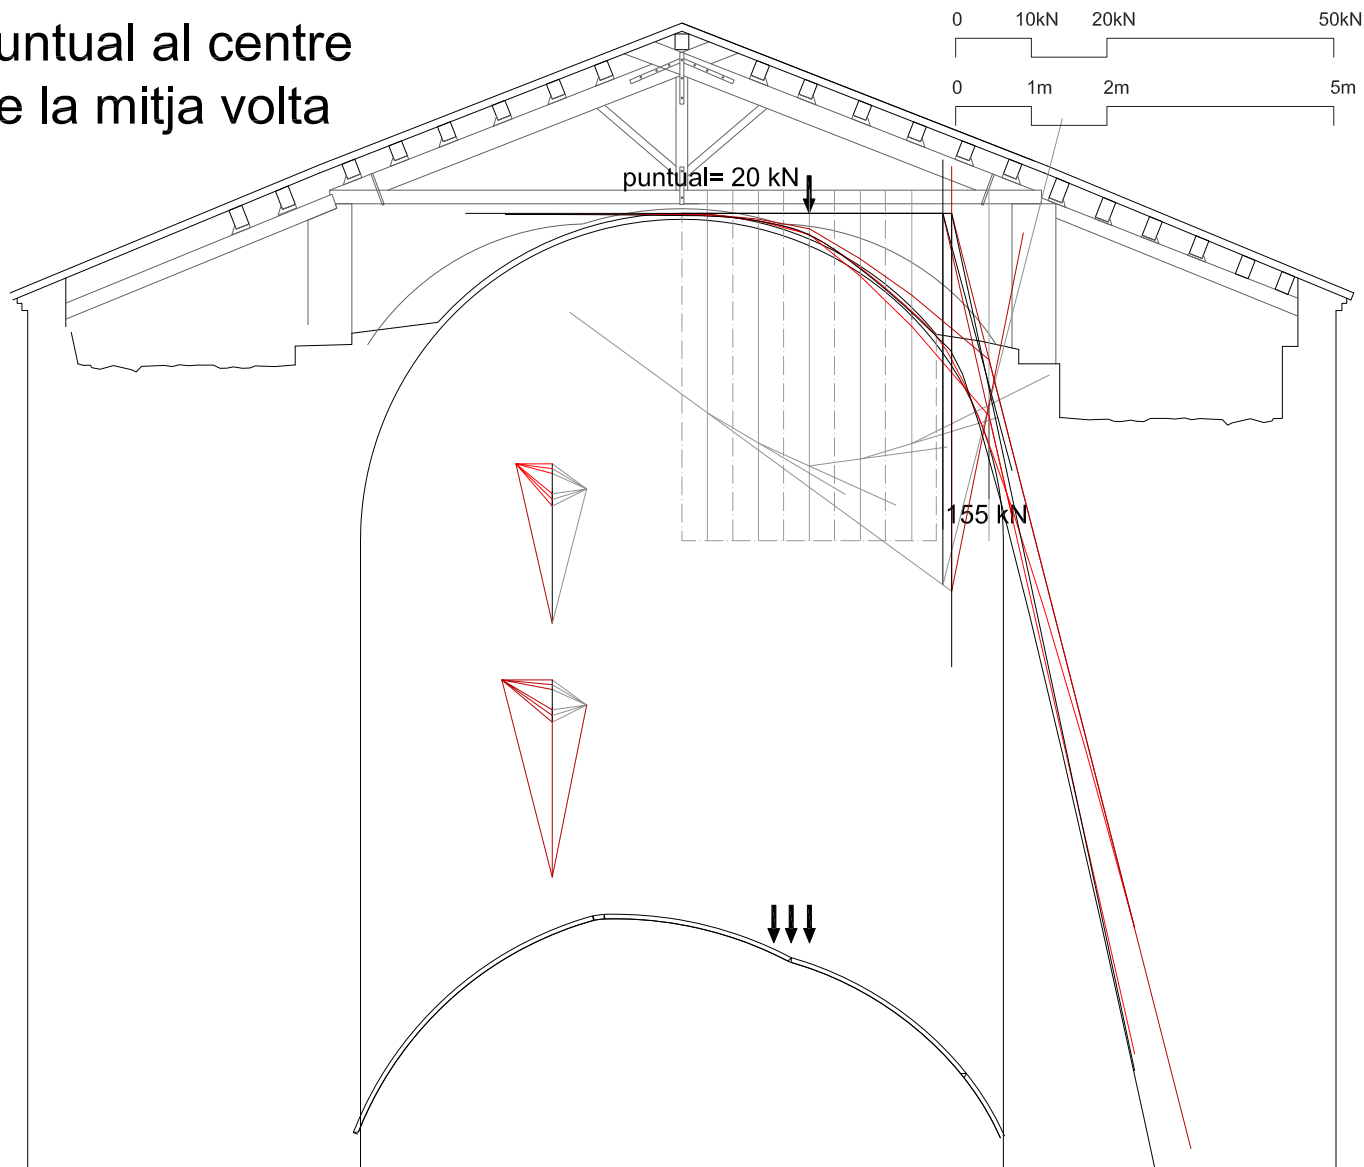 untual al centre
e la mitja volta
0 10kN 20kN 50kN
0 1m 2m 5m
puntual= 20 kN
155 kN